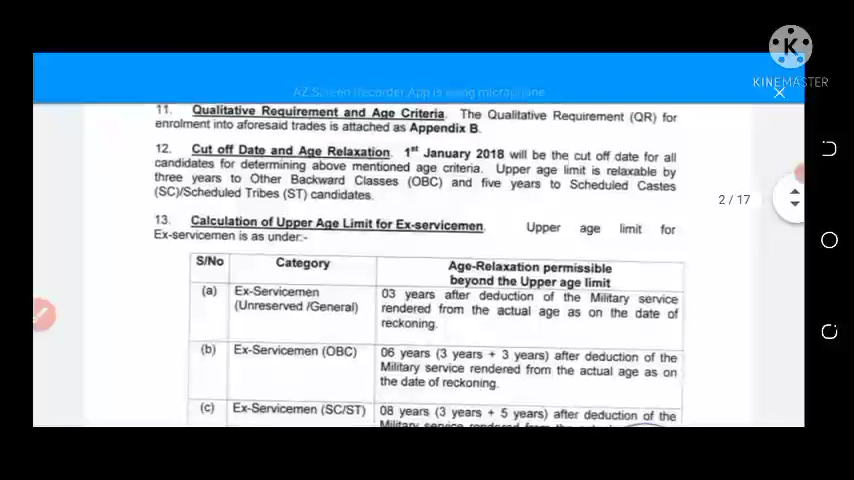 K
KINEMASTER
AZ Screen Recorder App is using microphone
11. Qualitative Requirement and Age Criteria. The Qualitative Requirement (QR) for
enrolment into aforesaid trades is attached as Appendix B.
12. Cut off Date and Age Relaxation. 1st January 2018 will be the cut off date for all
candidates for determining above mentioned age criteria. Upper age limit is relaxable by
three years to Other Backward Classes (OBC) and five years to Scheduled Castes
(SC)/Scheduled Tribes (ST) candidates.
2 / 17
13. Calculation of Upper Age Limit for Ex-servicemen. Upper age limit for
Ex-servicemen is as under:-
S/No Category Age-Relaxation permissible
beyond the Upper age limit
(a) Ex-Servicemen 03 years after deduction of the Military service
(Unreserved /General) rendered from the actual age as on the date of
reckoning.
(b) Ex-Servicemen (OBC) 06 years (3 years + 3 years) after deduction of the
Military service rendered from the actual age as on
the date of reckoning.
(c) Ex-Servicemen (SC/ST) 08 years (3 years + 5 years) after deduction of the
Military service rendered from the actual